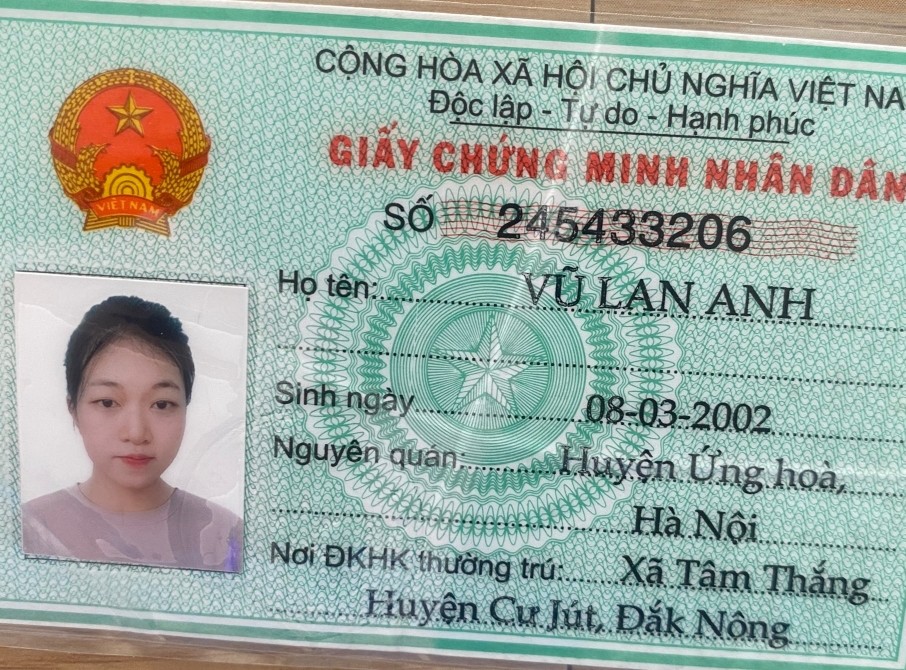 CỘNG HÒA XÃ HỘI CHỦ NGHĨA VIỆT NA
Độc lập - Tự do - Hạnh phúc
GIẤY CHỨNG MINH NHÂN DÂN
SỐ 245433206
VIỆT NAM
Họ tên: VŨ LAN ANH
Sinh ngày 08-03-2002
Nguyên quán: Huyện Ứng hoà,
Hà Nội
Nơi ĐKHK thường trú: Xã Tâm Thắng
Huyện Cư Jút, Đắk Nông